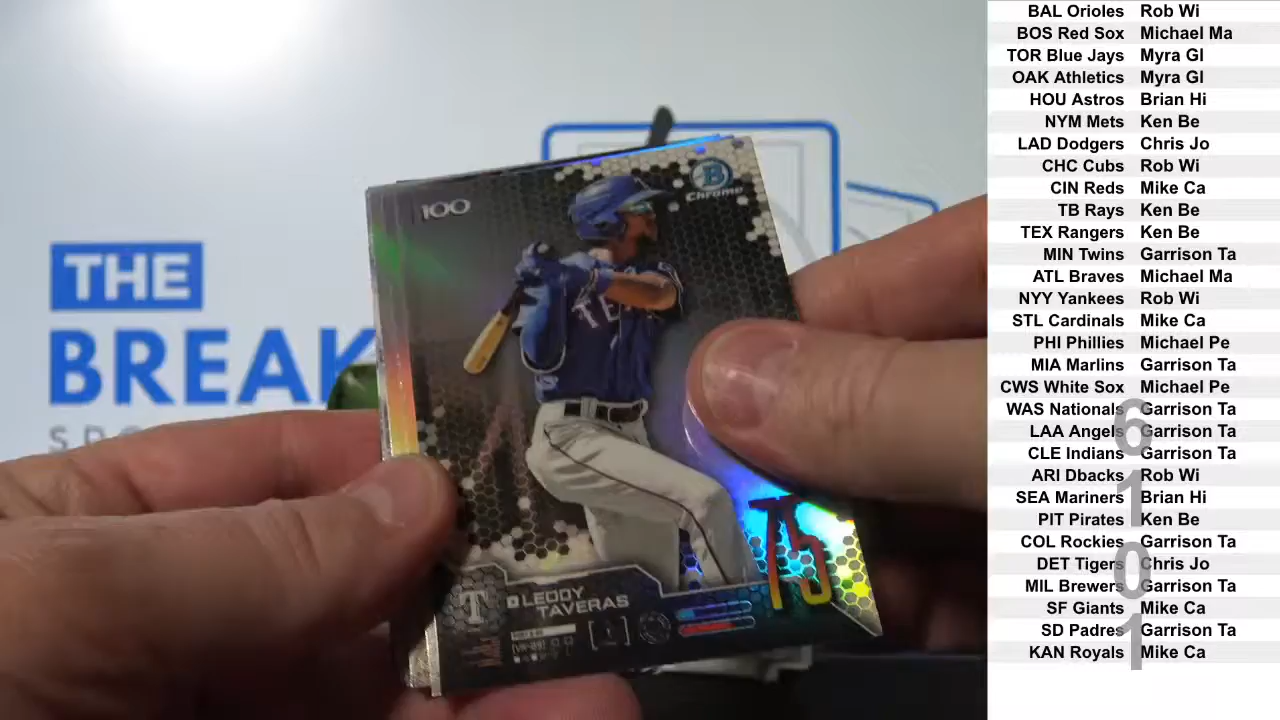 THE
BREAK
100
B
Chrome
TE
75
T
LEODY
TAVERAS
BAL Orioles Rob Wi
BOS Red Sox Michael Ma
TOR Blue Jays Myra Gl
OAK Athletics Myra Gl
HOU Astros Brian Hi
NYM Mets Ken Be
LAD Dodgers Chris Jo
CHC Cubs Rob Wi
CIN Reds Mike Ca
TB Rays Ken Be
TEX Rangers Ken Be
MIN Twins Garrison Ta
ATL Braves Michael Ma
NYY Yankees Rob Wi
STL Cardinals Mike Ca
PHI Phillies Michael Pe
MIA Marlins Garrison Ta
CWS White Sox Michael Pe
WAS Nationals Garrison Ta
LAA Angels Garrison Ta
CLE Indians Garrison Ta
ARI Dbacks Rob Wi
SEA Mariners Brian Hi
PIT Pirates Ken Be
COL Rockies Garrison Ta
DET Tigers Chris Jo
MIL Brewers Garrison Ta
SF Giants Mike Ca
SD Padres Garrison Ta
KAN Royals Mike Ca
6
1
0
1